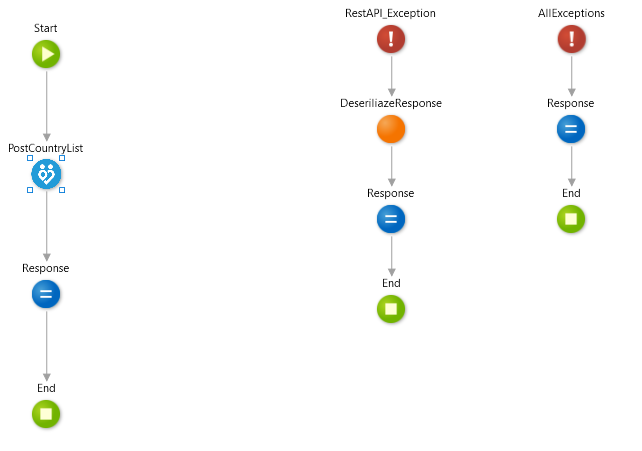 Start
PostCountryList
Response
End
RestAPI_Exception
DeseriliazeResponse
Response
End
AllExceptions
Response
End